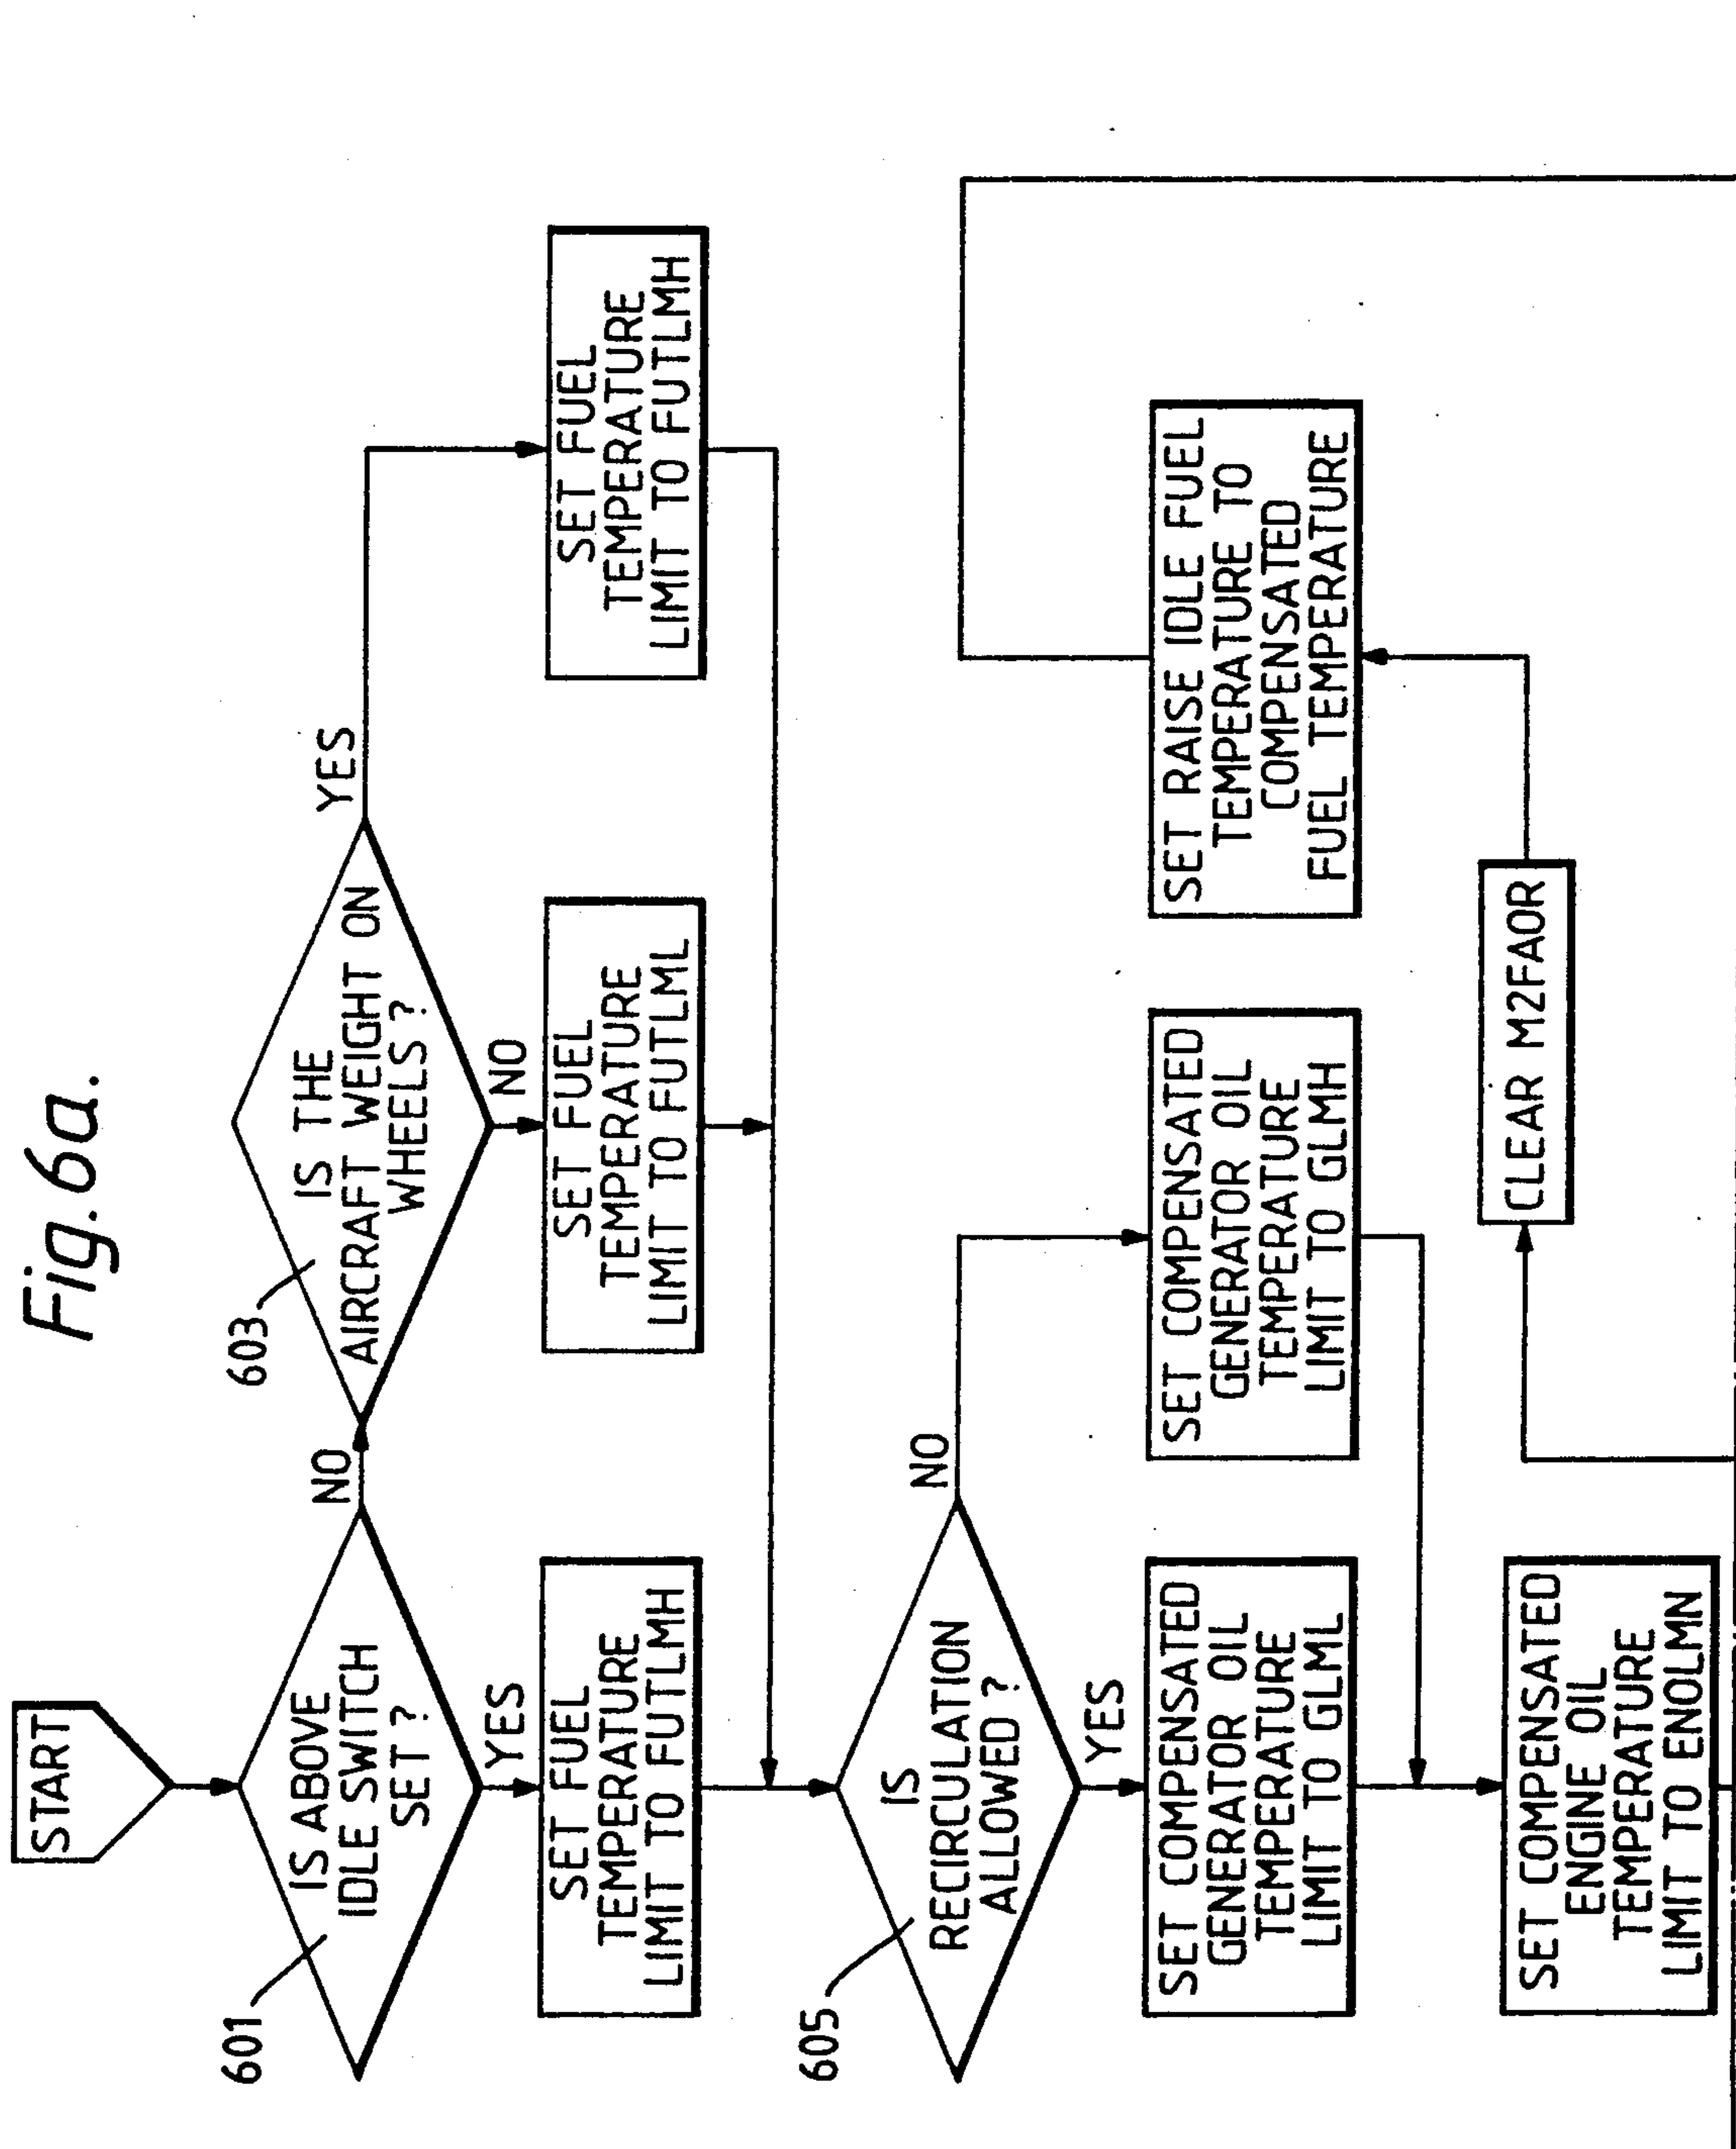 Fig. 6a.
START
601
IS ABOVE
IDLE SWITCH
SET ?
NO
YES
603
IS THE
AIRCRAFT WEIGHT ON
WHEELS ?
YES
NO
SET FUEL
TEMPERATURE
LIMIT TO FUTLMH
SET FUEL
TEMPERATURE
LIMIT TO FUTLML
SET FUEL
TEMPERATURE
LIMIT TO FUTLMH
605
IS
RECIRCULATION
ALLOWED ?
NO
YES
SET COMPENSATED
GENERATOR OIL
TEMPERATURE
LIMIT TO GLML
SET COMPENSATED
GENERATOR OIL
TEMPERATURE
LIMIT TO GLMH
SET RAISE IDLE FUEL
TEMPERATURE TO
COMPENSATED
FUEL TEMPERATURE
SET COMPENSATED
ENGINE OIL
TEMPERATURE
LIMIT TO ENOLMN
CLEAR M2FAOR